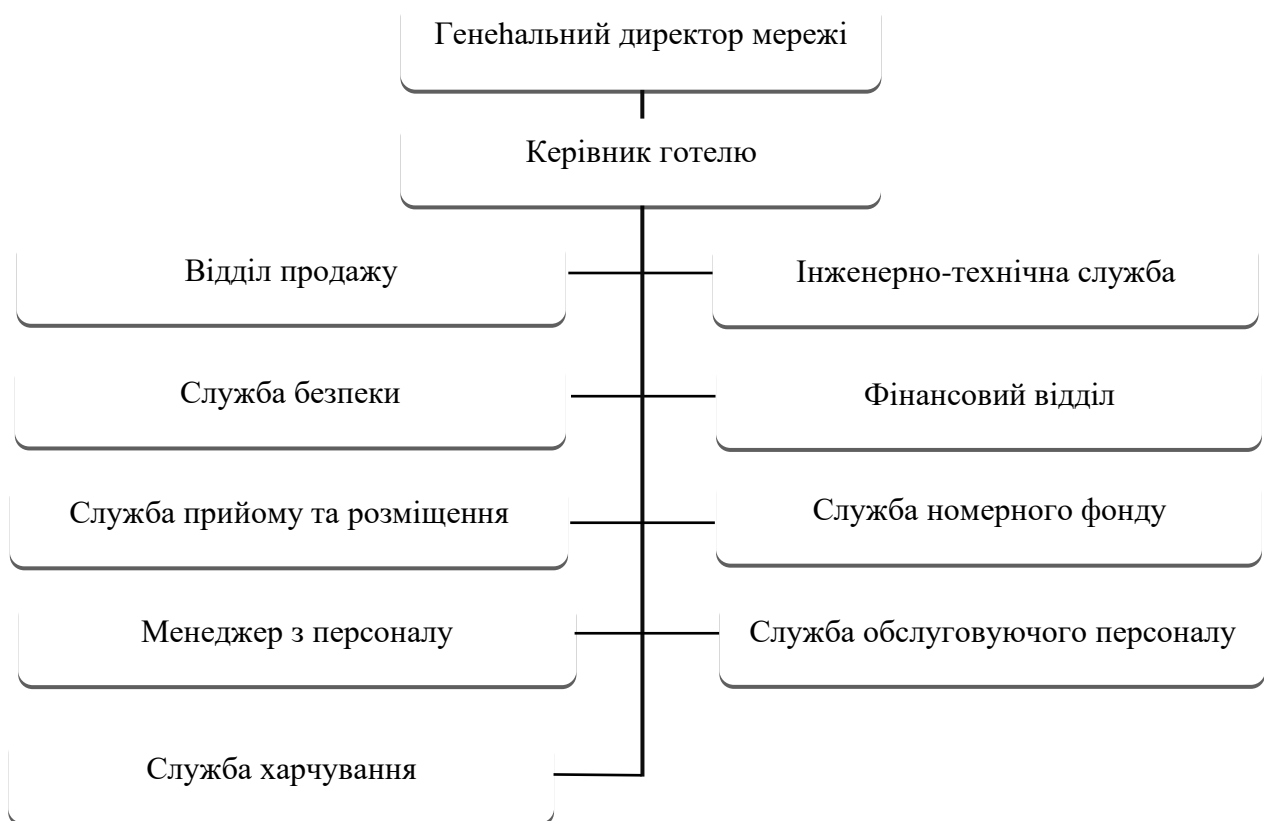 Генеhальний директор мережі
Керівник готелю
Відділ продажу
Інженерно-технічна служба
Служба безпеки
Фінансовий відділ
Служба прийому та розміщення
Служба номерного фонду
Менеджер з персоналу
Служба обслуговуючого персоналу
Служба харчування